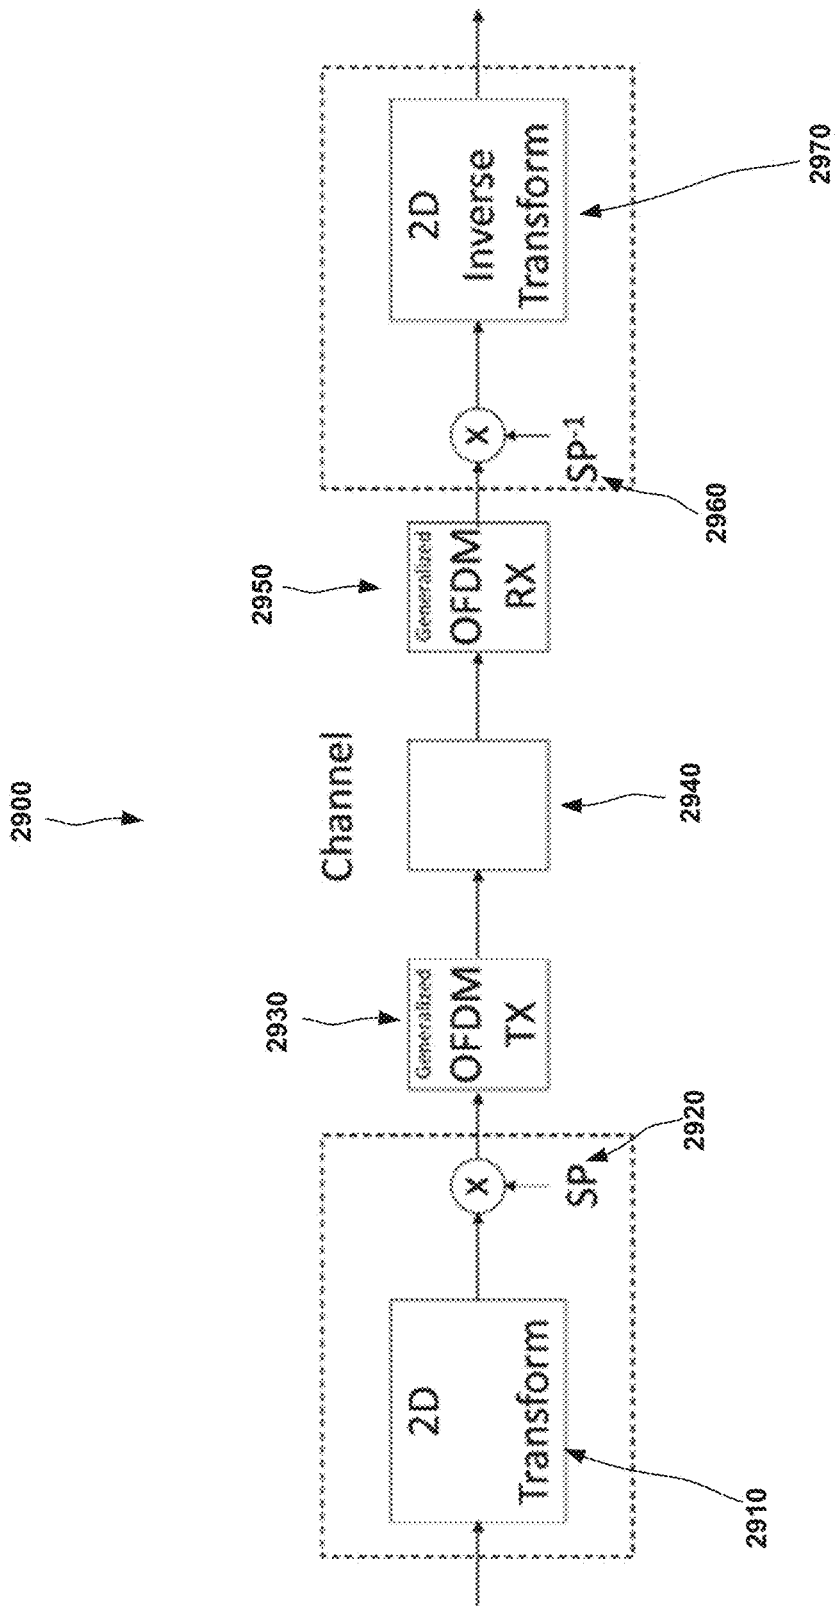 2900
Channel
2930
2950
2D
Transform
Generalized
OFDM
TX
Generalized
OFDM
RX
2D
Inverse
Transform
X
X
SP
SP-1
2910
2920
2940
2960
2970